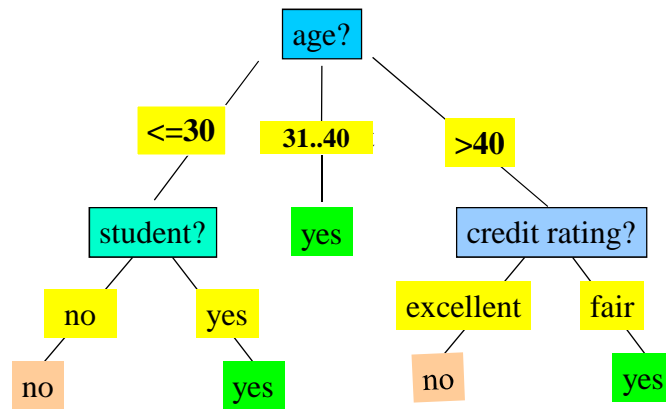 age?
<=30
31..40
>40
student?
yes
credit rating?
no
yes
excellent
fair
no
yes
no
yes